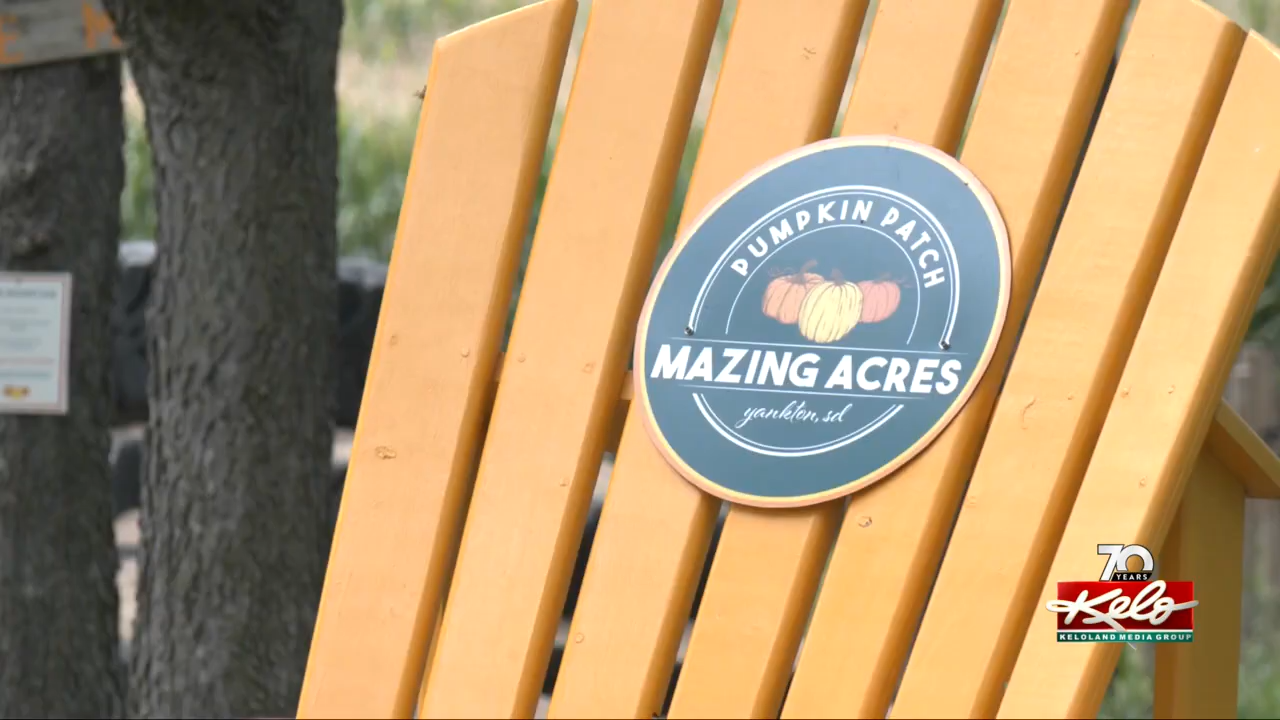 PUMPKIN PATCH
MAZING ACRES
yankton, sd
70
YEARS
Kelo
KELOLAND MEDIA GROUP